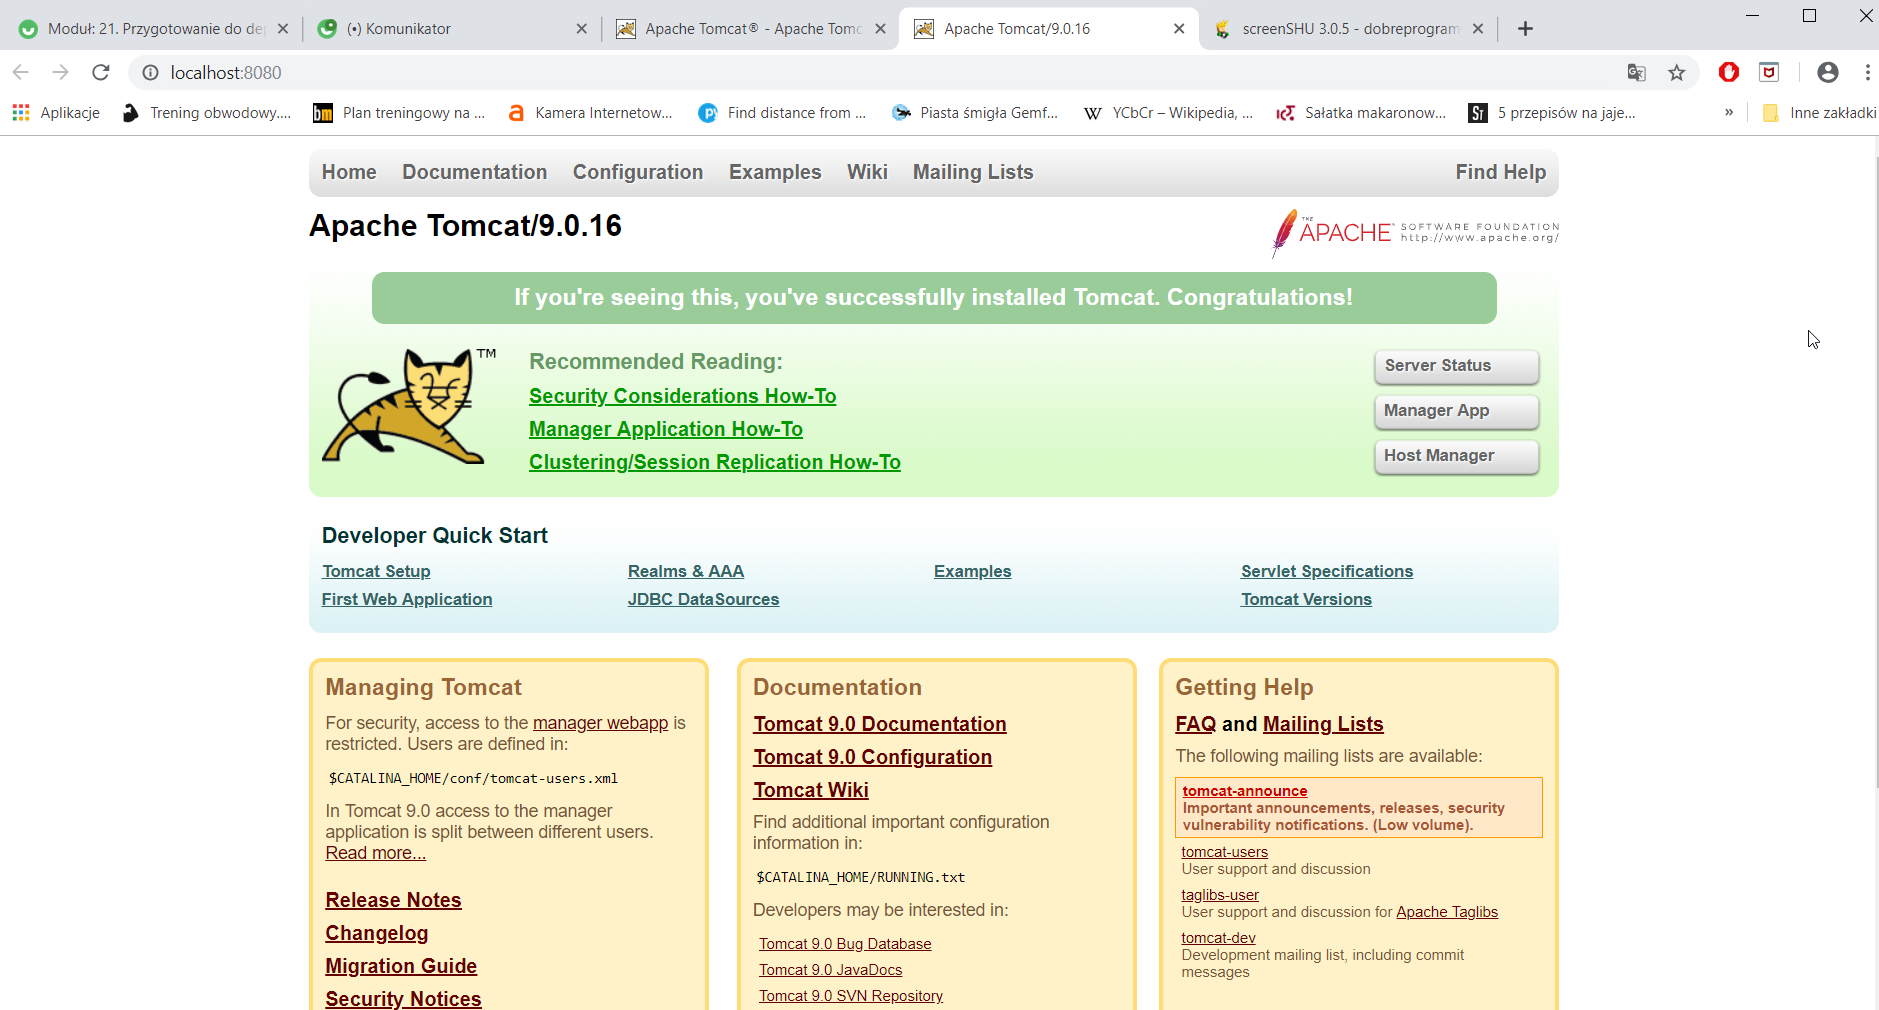 Moduł: 21. Przygotowanie do dep
(•) Komunikator
Apache Tomcat® - Apache Tomc
Apache Tomcat/9.0.16
screenSHU 3.0.5 - dobreprogram
localhost:8080
Aplikacje
Trening obwodowy....
bm
Plan treningowy na ...
a
Kamera Internetow...
Find distance from ...
Piasta śmigła Gemf...
W
YCbCr – Wikipedia, ...
Sałatka makaronow...
ST
5 przepisów na jaje...
»
Inne zakładki
Home
Documentation
Configuration
Examples
Wiki
Mailing Lists
Find Help
Apache Tomcat/9.0.16
THE
APACHE
SOFTWARE FOUNDATION
http://www.apache.org/
If you're seeing this, you've successfully installed Tomcat. Congratulations!
TM
Recommended Reading:
Security Considerations How-To
Manager Application How-To
Clustering/Session Replication How-To
Server Status
Manager App
Host Manager
Developer Quick Start
Tomcat Setup
First Web Application
Realms & AAA
JDBC DataSources
Examples
Servlet Specifications
Tomcat Versions
Managing Tomcat
For security, access to the manager webapp is
restricted. Users are defined in:
$CATALINA_HOME/conf/tomcat-users.xml
In Tomcat 9.0 access to the manager
application is split between different users.
Read more...
Release Notes
Changelog
Migration Guide
Security Notices
Documentation
Tomcat 9.0 Documentation
Tomcat 9.0 Configuration
Tomcat Wiki
Find additional important configuration
information in:
$CATALINA_HOME/RUNNING.txt
Developers may be interested in:
Tomcat 9.0 Bug Database
Tomcat 9.0 JavaDocs
Tomcat 9.0 SVN Repository
Getting Help
FAQ and Mailing Lists
The following mailing lists are available:
tomcat-announce
Important announcements, releases, security
vulnerability notifications. (Low volume).
tomcat-users
User support and discussion
taglibs-user
User support and discussion for Apache Taglibs
tomcat-dev
Development mailing list, including commit
messages